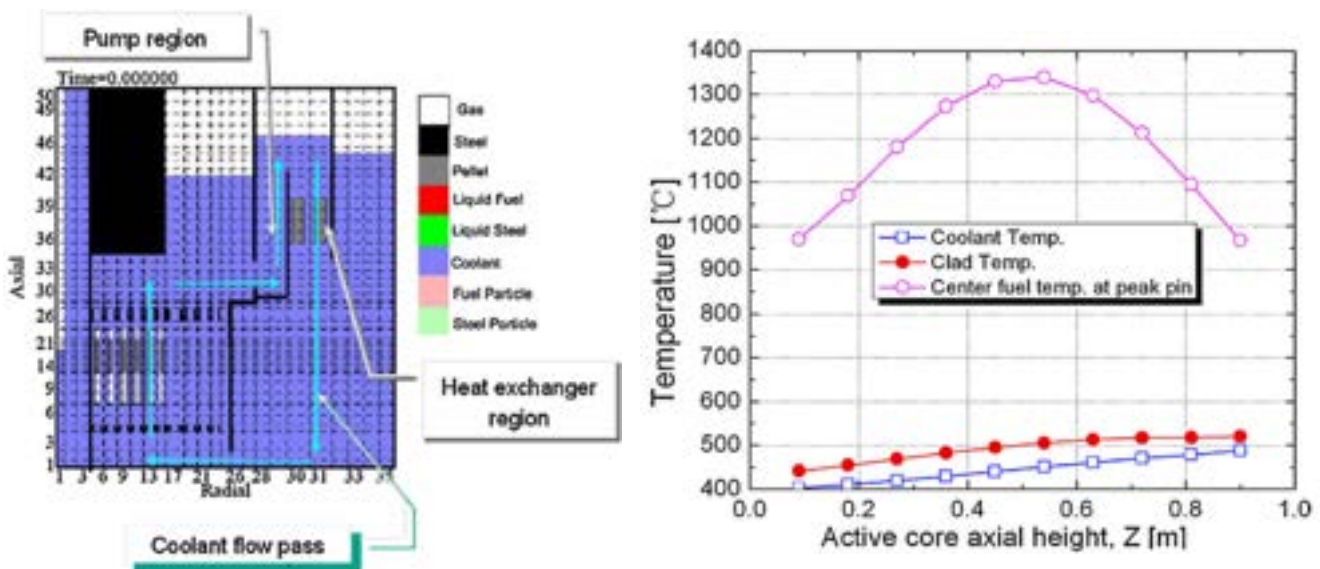 Pump region
Time=0.000000
50
49
46
42
39
36
33
30
26
21
14
9
6
3
1
Axial
1 3 6 9 13 17 21 26 28 30 31 33
Radial
Gas
Steel
Pellet
Liquid Fuel
Liquid Steel
Coolant
Fuel Particle
Steel Particle
Heat exchanger
region
Coolant flow pass
1400
1300
1200
1100
1000
900
800
700
600
500
400
Temperature [℃]
Coolant Temp.
Clad Temp.
Center fuel temp. at peak pin
0.0 0.2 0.4 0.6 0.8 1.0
Active core axial height, Z [m]